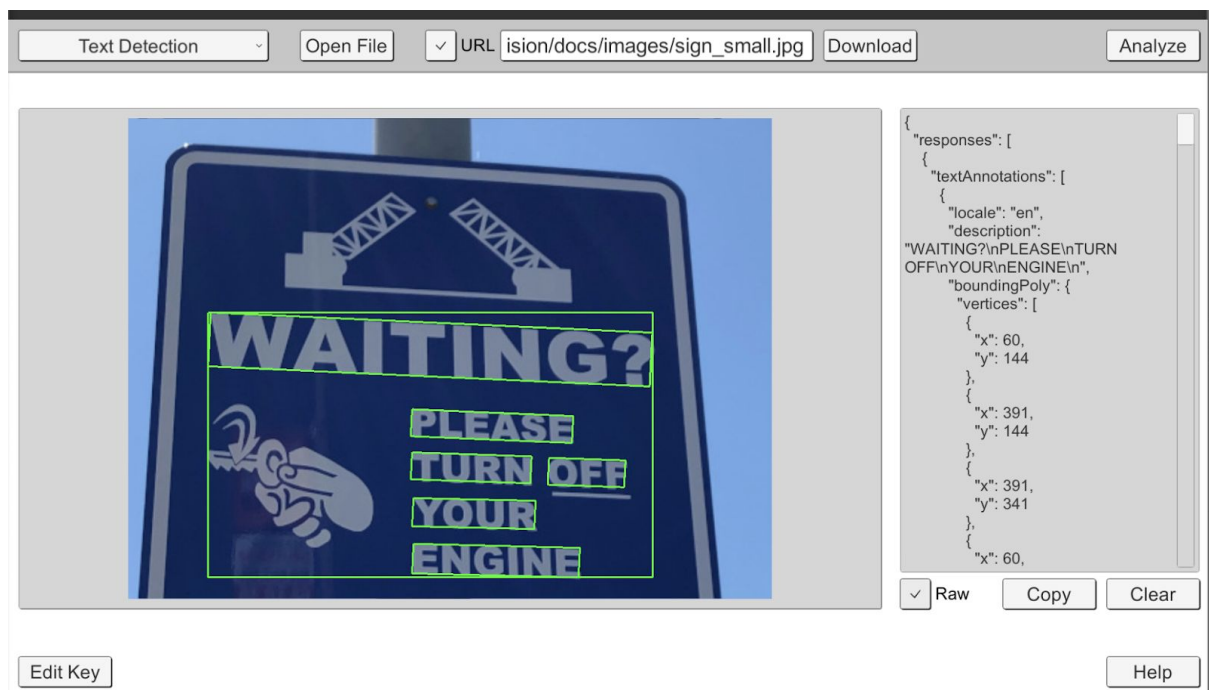 Text Detection
Open File
URL
ision/docs/images/sign_small.jpg
Download
Analyze
WAITING?
PLEASE
TURN OFF
YOUR
ENGINE
{
"responses": [
{
"textAnnotations": [
{
"locale": "en",
"description":
"WAITING?\nPLEASE\nTURN
OFF\nYOUR\nENGINE\n",
"boundingPoly": {
"vertices": [
{
"x": 60,
"y": 144
},
{
"x": 391,
"y": 144
},
{
"x": 391,
"y": 341
},
{
"x": 60,
Raw
Copy
Clear
Edit Key
Help